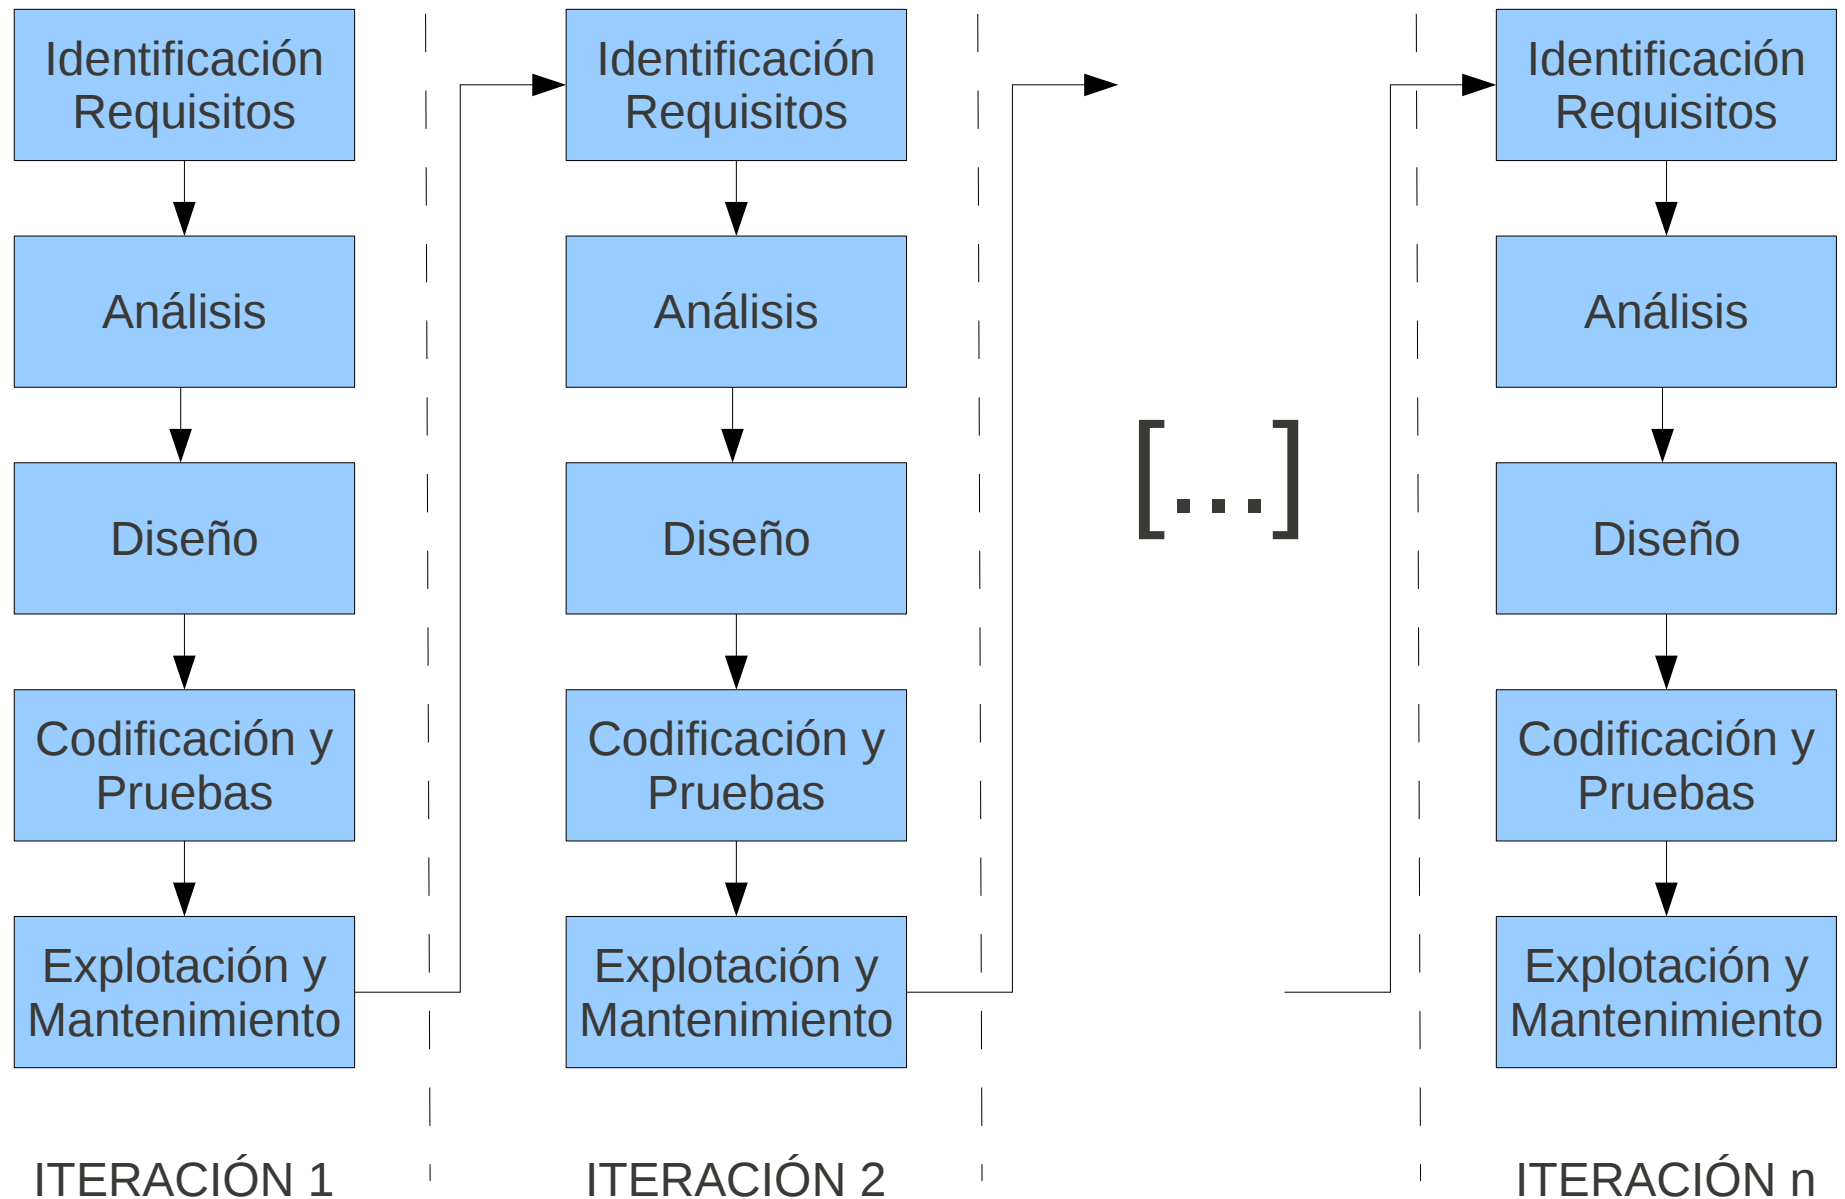 Identificación
Requisitos
Análisis
Diseño
Codificación y
Pruebas
Explotación y
Mantenimiento
ITERACIÓN 1
Identificación
Requisitos
Análisis
Diseño
Codificación y
Pruebas
Explotación y
Mantenimiento
ITERACIÓN 2
[...]
Identificación
Requisitos
Análisis
Diseño
Codificación y
Pruebas
Explotación y
Mantenimiento
ITERACIÓN n